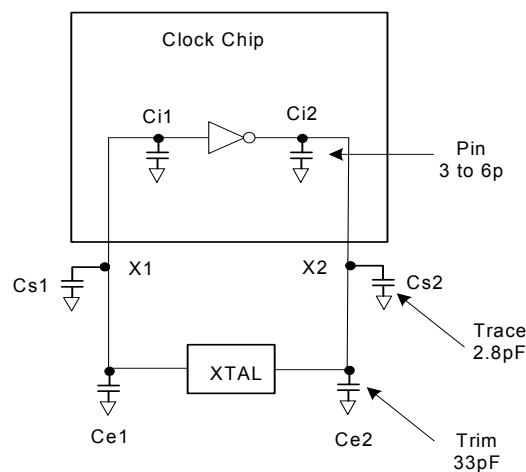 Clock Chip
Ci1
Ci2
Pin
3 to 6p
X1
X2
Cs1
Cs2
Trace
2.8pF
XTAL
Ce1
Ce2
Trim
33pF